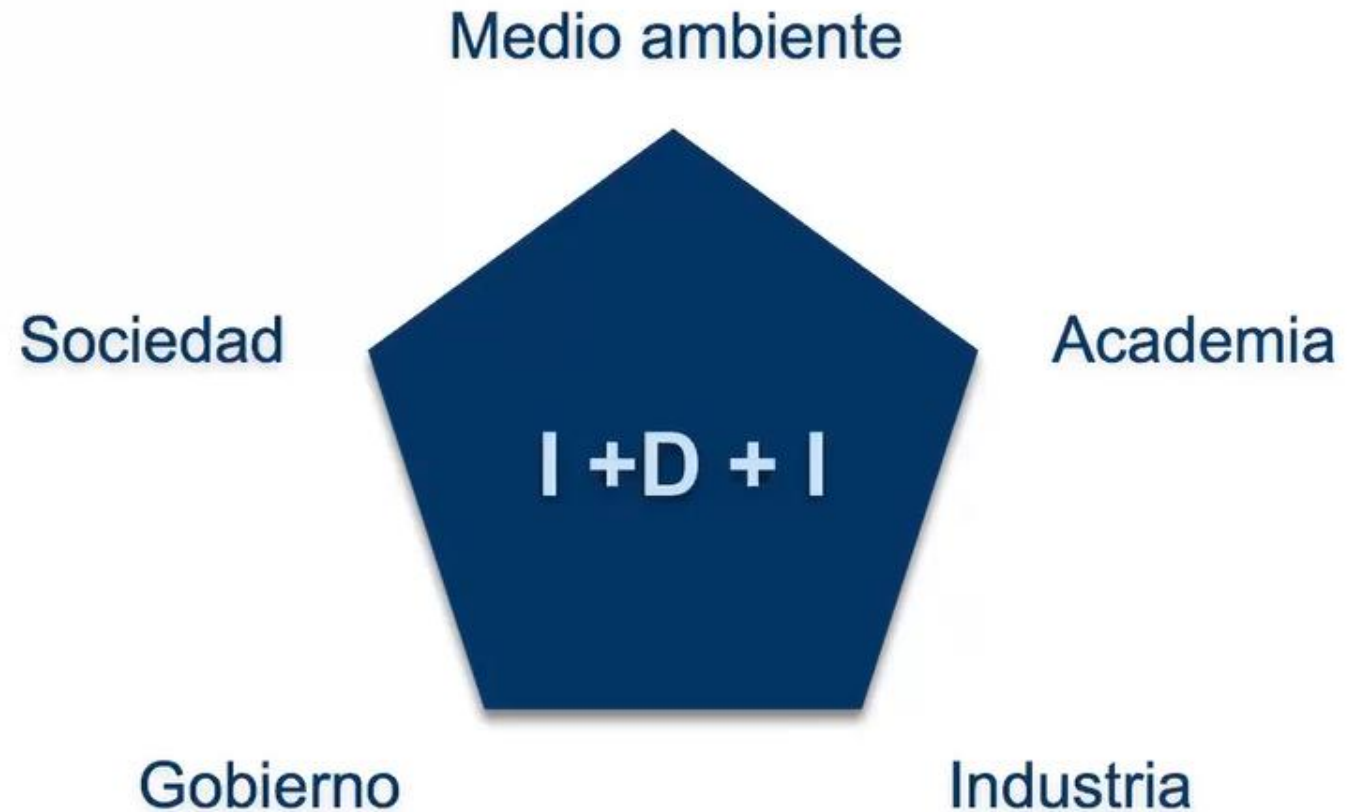 Medio ambiente
Sociedad
Academia
I +D + I
Gobierno
Industria